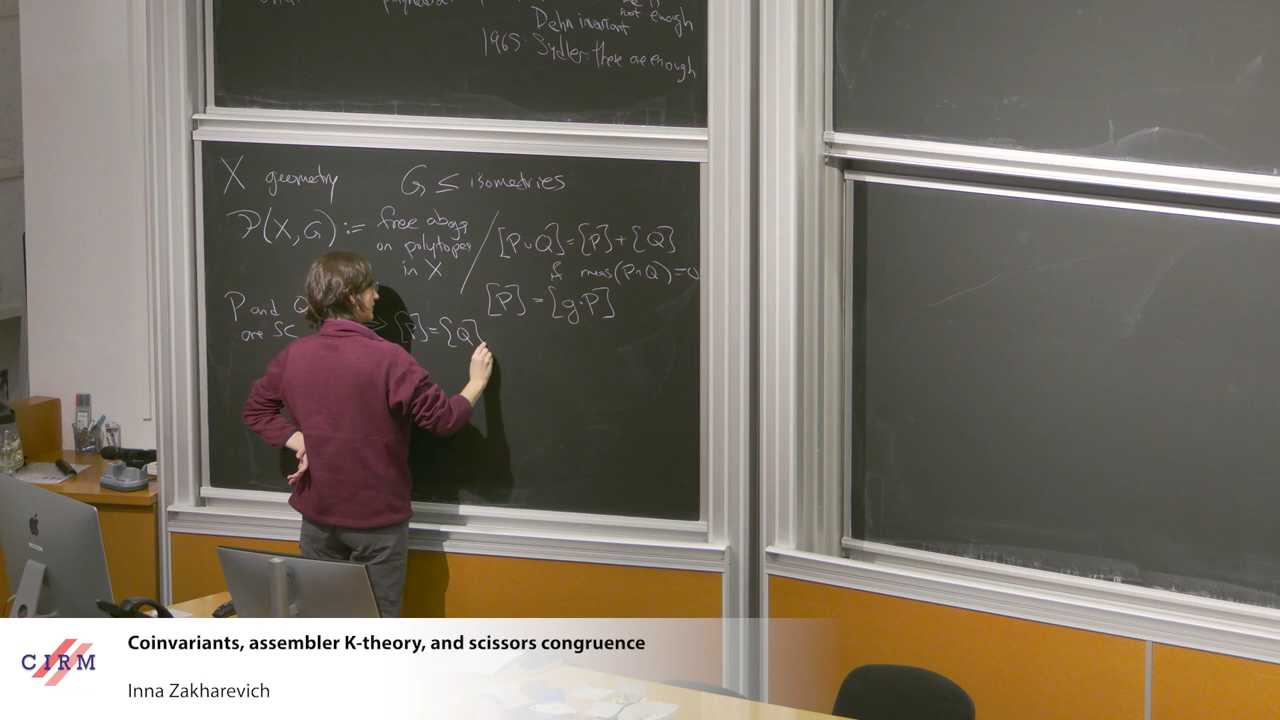 not enough
Dehn invariant
1965: Sydler: there are enough
X geometry G ≤ isometries
P(X,G) := free ab gp on polytopes in X / [P∪Q]=[P]+[Q]
if meas(P∩Q)=0
[P]=[g·P]
P and Q
are SC ⇒ [P]=[Q]
CIRM
Coinvariants, assembler K-theory, and scissors congruence
Inna Zakharevich